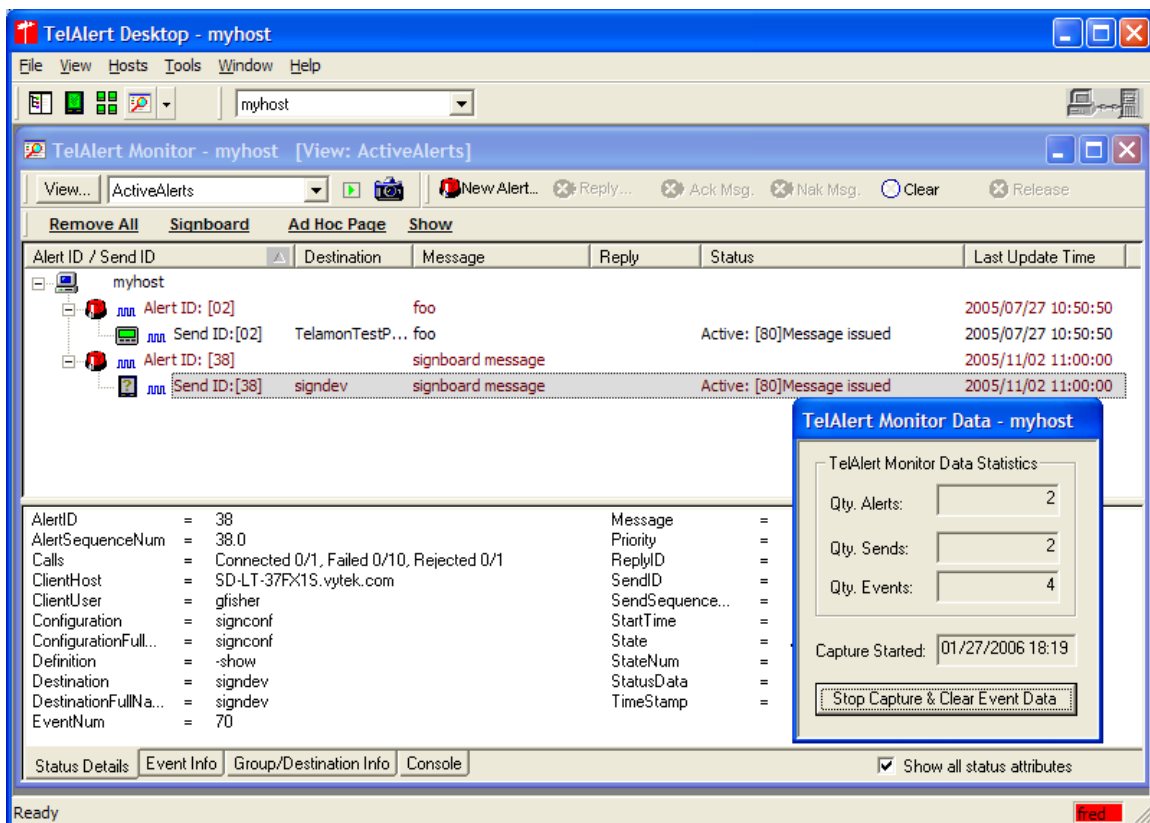 TelAlert Desktop - myhost
File View Hosts Tools Window Help
myhost
TelAlert Monitor - myhost [View: ActiveAlerts]
View... ActiveAlerts New Alert... Reply... Ack Msg. Nak Msg. Clear Release
Remove All Signboard Ad Hoc Page Show
Alert ID / Send ID Destination Message Reply Status Last Update Time
myhost
Alert ID: [02] foo 2005/07/27 10:50:50
Send ID:[02] TelamonTestP... foo Active: [80]Message issued 2005/07/27 10:50:50
Alert ID: [38] signboard message 2005/11/02 11:00:00
Send ID:[38] signdev signboard message Active: [80]Message issued 2005/11/02 11:00:00
AlertID = 38
AlertSequenceNum = 38.0
Calls = Connected 0/1, Failed 0/10, Rejected 0/1
ClientHost = SD-LT-37FX1S.vytek.com
ClientUser = gfisher
Configuration = signconf
ConfigurationFull... = signconf
Definition = -show
Destination = signdev
DestinationFullNa... = signdev
EventNum = 70
Message =
Priority =
ReplyID =
SendID =
SendSequence... =
StartTime =
State =
StateNum =
StatusData =
TimeStamp =
TelAlert Monitor Data - myhost
TelAlert Monitor Data Statistics
Qty. Alerts: 2
Qty. Sends: 2
Qty. Events: 4
Capture Started: 01/27/2006 18:19
Stop Capture & Clear Event Data
Status Details Event Info Group/Destination Info Console Show all status attributes
Ready fred